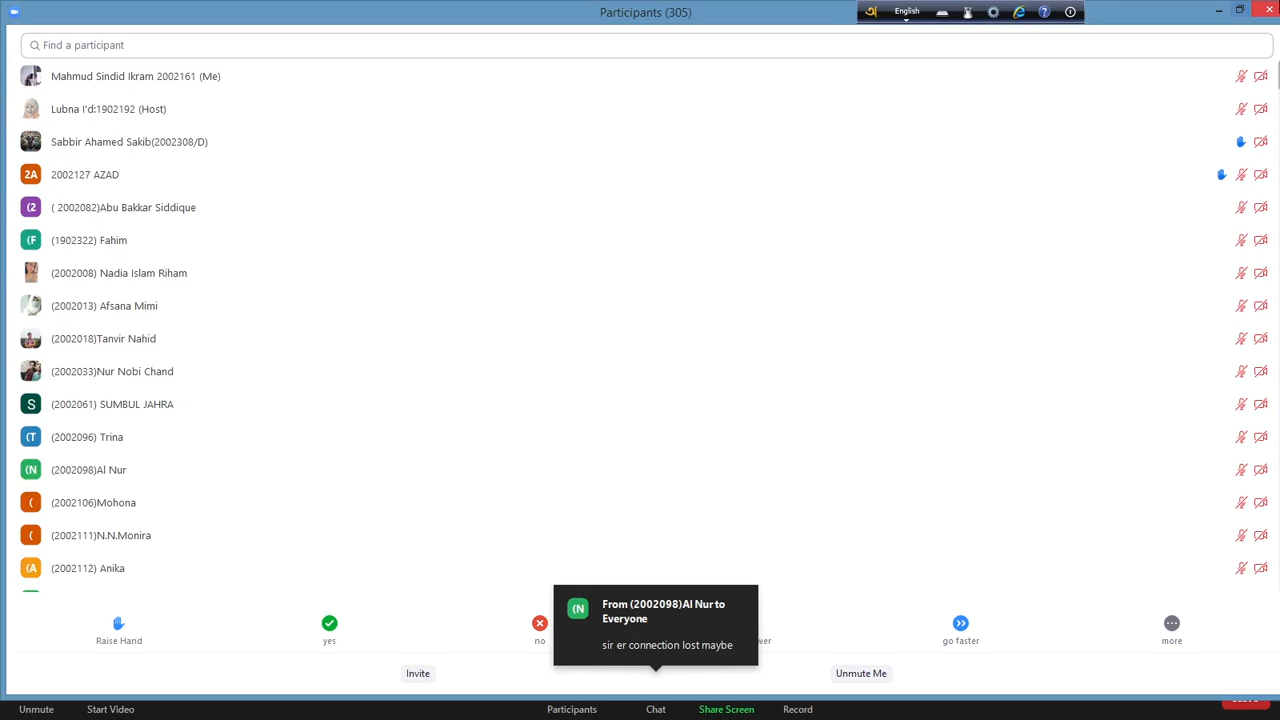 Participants (305)
অ English
Find a participant
Mahmud Sindid Ikram 2002161 (Me)
Lubna I'd:1902192 (Host)
Sabbir Ahamed Sakib(2002308/D)
2A 2002127 AZAD
(2 ( 2002082)Abu Bakkar Siddique
(F (1902322) Fahim
(2002008) Nadia Islam Riham
(2002013) Afsana Mimi
(2002018)Tanvir Nahid
(2002033)Nur Nobi Chand
S (2002061) SUMBUL JAHRA
(T (2002096) Trina
(N (2002098)Al Nur
( (2002106)Mohona
( (2002111)N.N.Monira
(A (2002112) Anika
(N From (2002098)Al Nur to
Everyone
sir er connection lost maybe
Raise Hand yes no go faster more
Invite Unmute Me
Unmute Start Video Participants Chat Share Screen Record